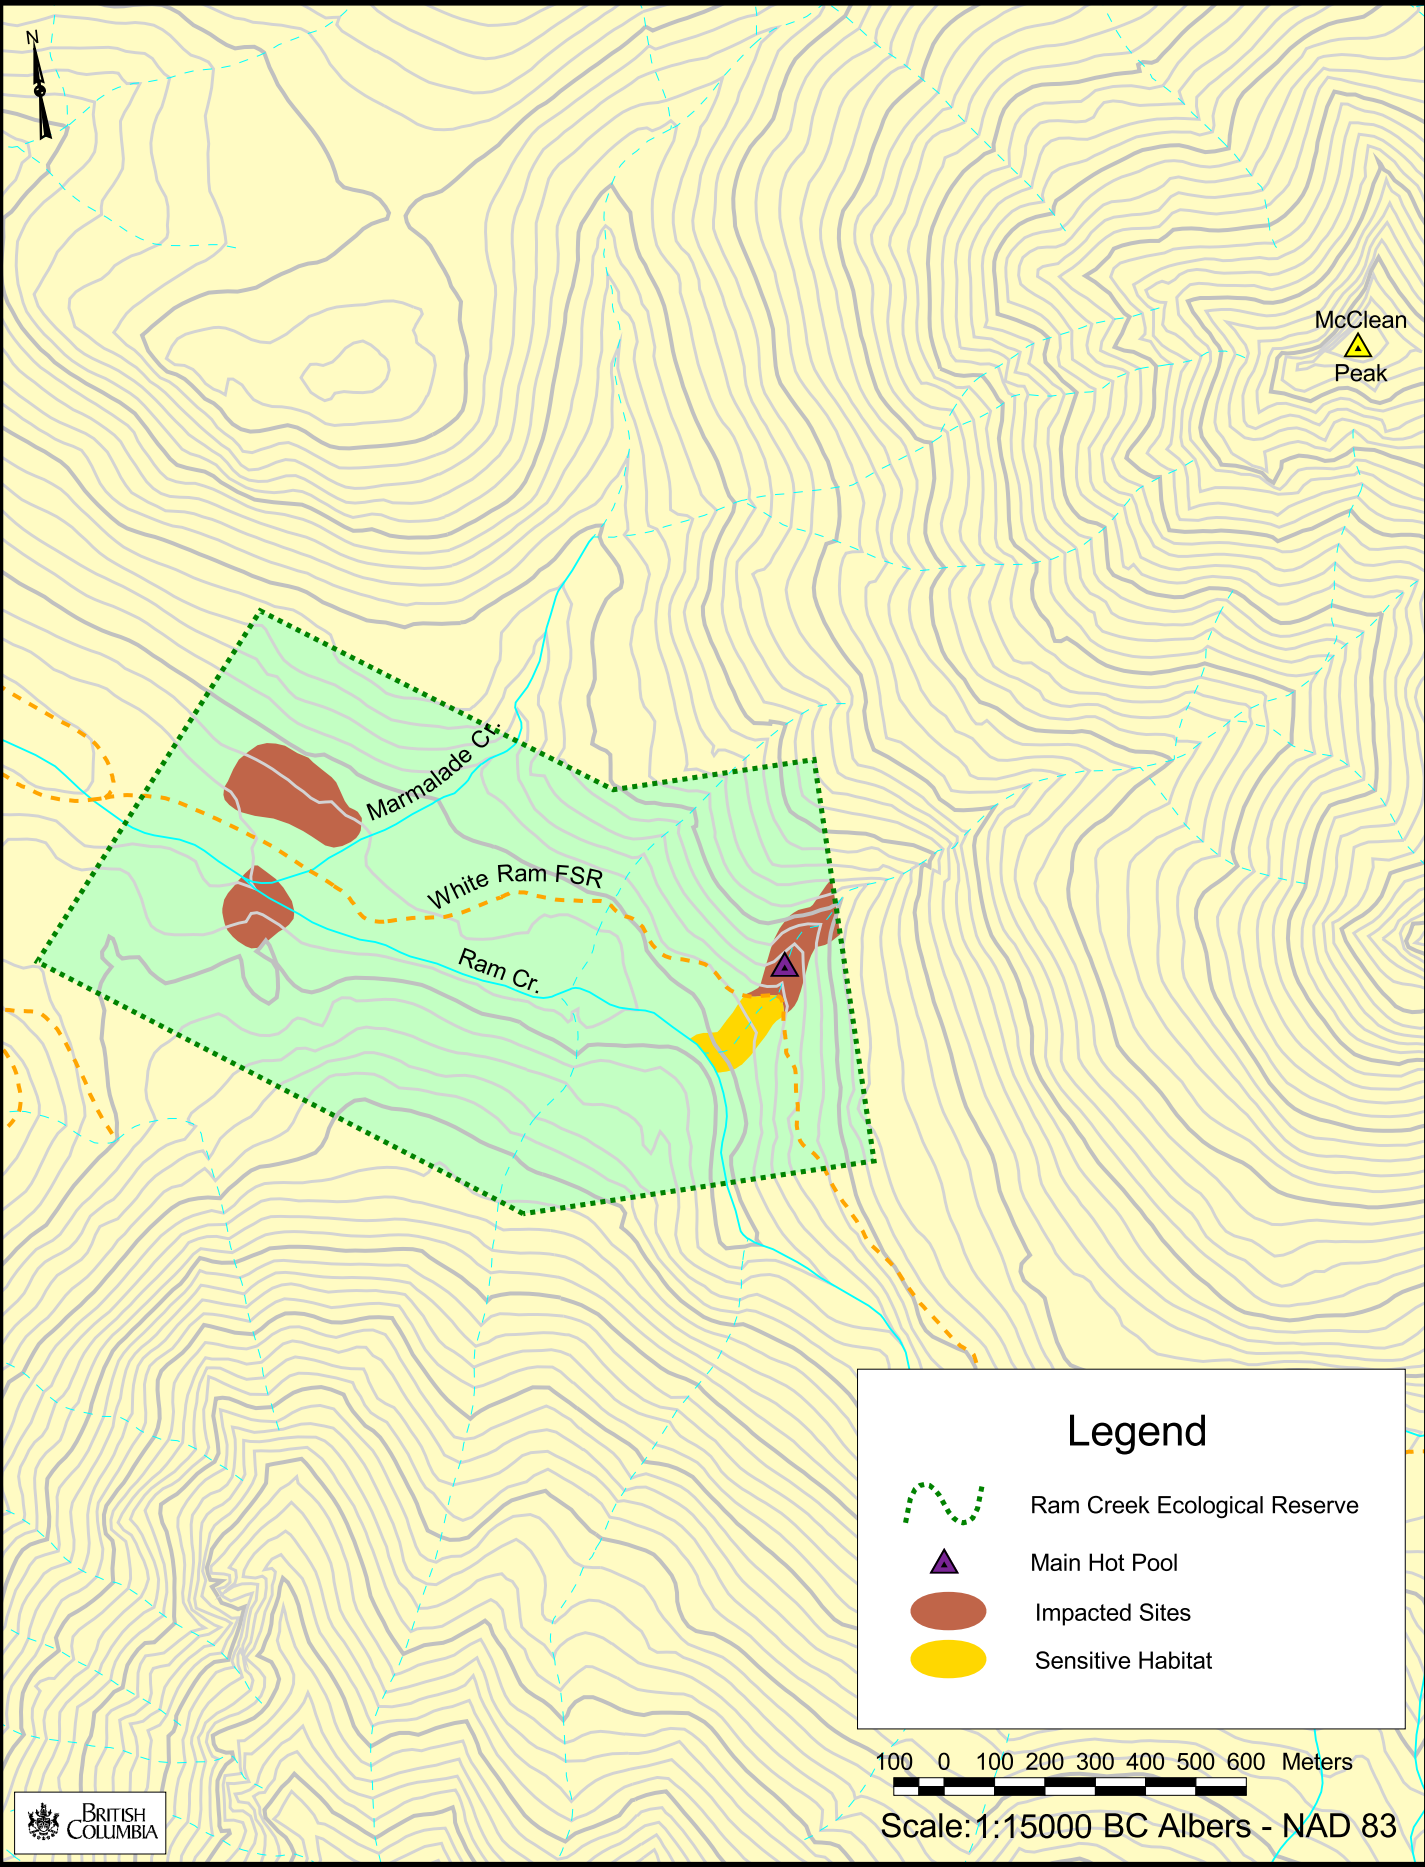 N
McClean
Peak
Marmalade Cr.
White Ram FSR
Ram Cr.
Legend
Ram Creek Ecological Reserve
Main Hot Pool
Impacted Sites
Sensitive Habitat
100 0 100 200 300 400 500 600 Meters
Scale:1:15000 BC Albers - NAD 83
BRITISH
COLUMBIA